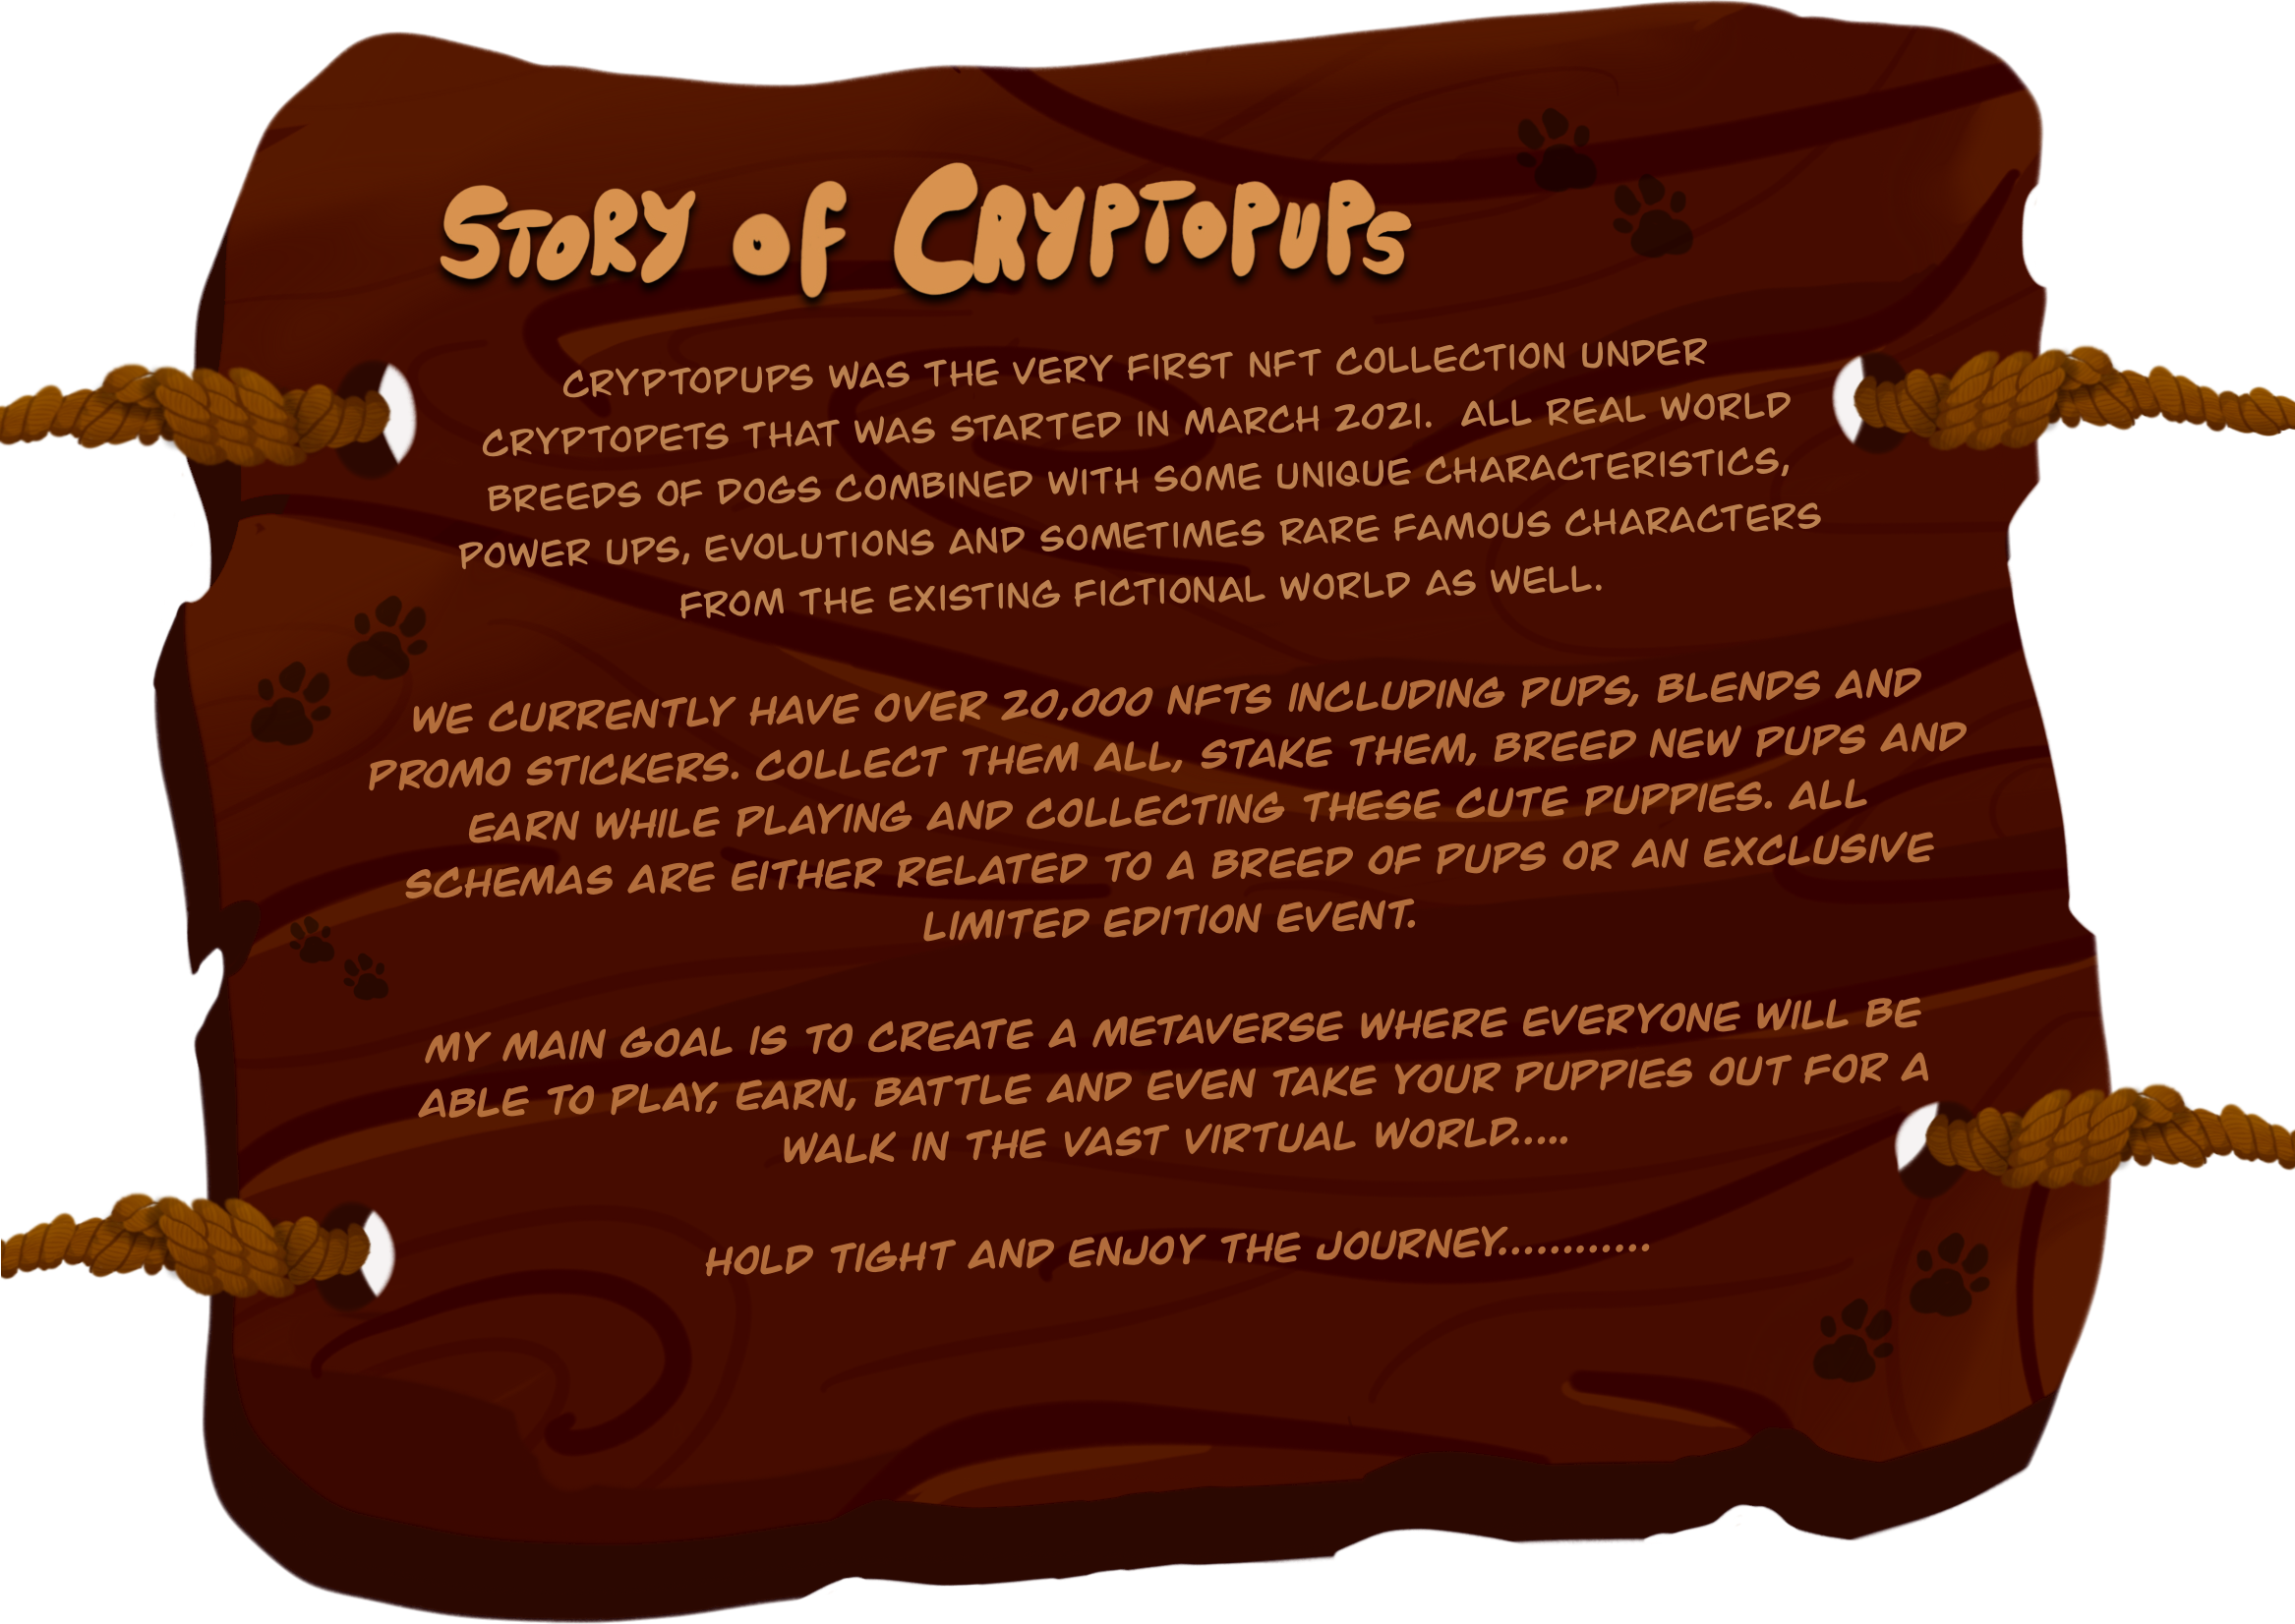 Story of Cryptopups
CRYPTOPUPS WAS THE VERY FIRST NFT COLLECTION UNDER
CRYPTOPETS THAT WAS STARTED IN MARCH 2021. ALL REAL WORLD
BREEDS OF DOGS COMBINED WITH SOME UNIQUE CHARACTERISTICS,
POWER UPS, EVOLUTIONS AND SOMETIMES RARE FAMOUS CHARACTERS
FROM THE EXISTING FICTIONAL WORLD AS WELL.
WE CURRENTLY HAVE OVER 20,000 NFTS INCLUDING PUPS, BLENDS AND
PROMO STICKERS. COLLECT THEM ALL, STAKE THEM, BREED NEW PUPS AND
EARN WHILE PLAYING AND COLLECTING THESE CUTE PUPPIES. ALL
SCHEMAS ARE EITHER RELATED TO A BREED OF PUPS OR AN EXCLUSIVE
LIMITED EDITION EVENT.
MY MAIN GOAL IS TO CREATE A METAVERSE WHERE EVERYONE WILL BE
ABLE TO PLAY, EARN, BATTLE AND EVEN TAKE YOUR PUPPIES OUT FOR A
WALK IN THE VAST VIRTUAL WORLD.....
HOLD TIGHT AND ENJOY THE JOURNEY............